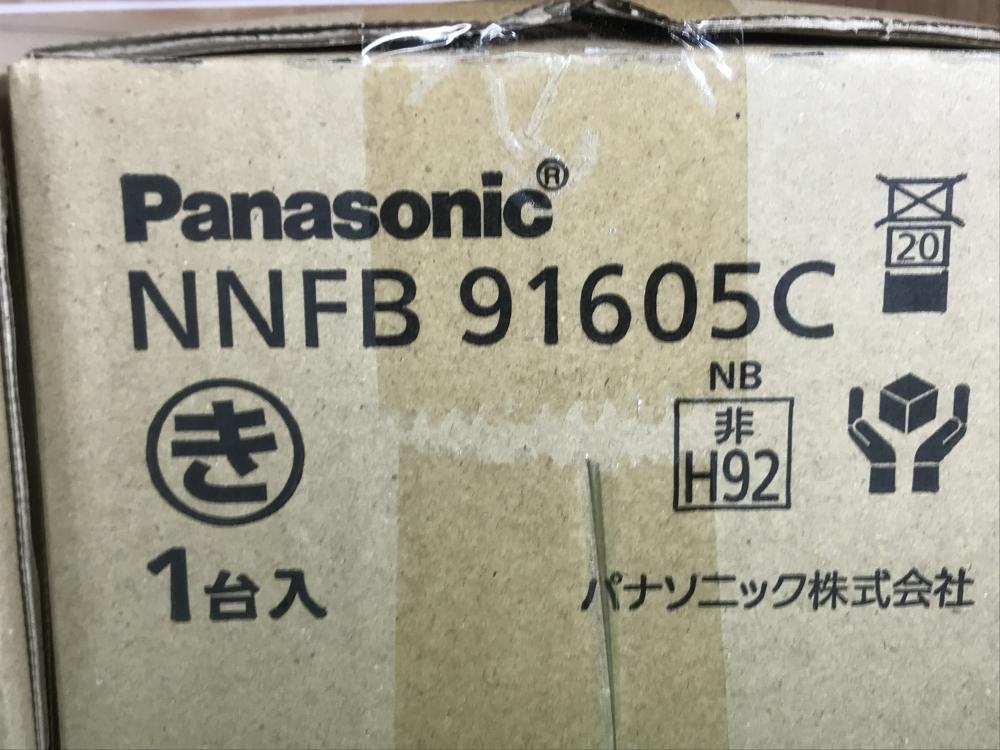 Panasonic®
NNFB 91605C
20
NB
非
H92
き
1台入
パナソニック株式会社